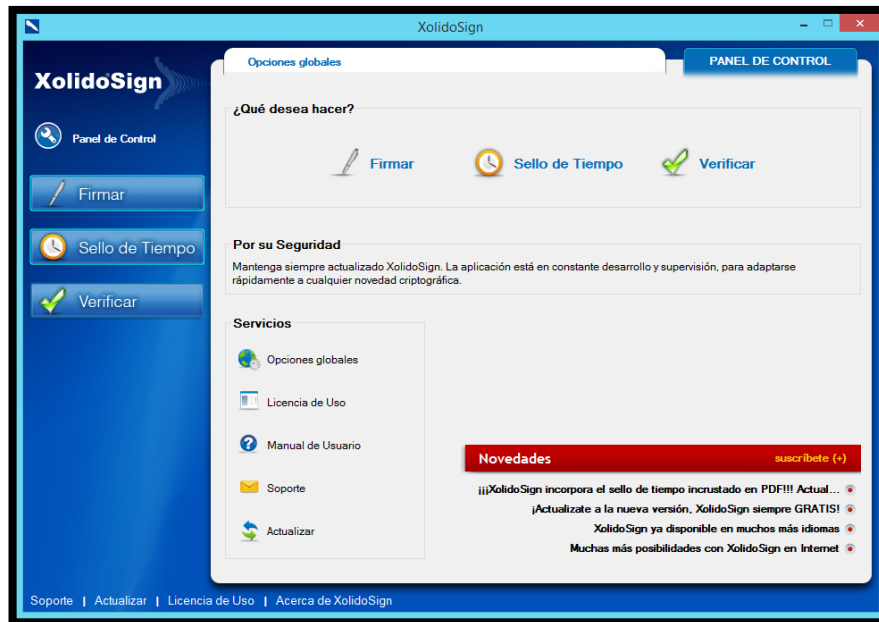 XolidoSign
XolidoSign
Panel de Control
Firmar
Sello de Tiempo
Verificar
Opciones globales
PANEL DE CONTROL
¿Qué desea hacer?
Firmar
Sello de Tiempo
Verificar
Por su Seguridad
Mantenga siempre actualizado XolidoSign. La aplicación está en constante desarrollo y supervisión, para adaptarse
rápidamente a cualquier novedad criptográfica.
Servicios
Opciones globales
Licencia de Uso
Manual de Usuario
Soporte
Actualizar
Novedades
suscríbete (+)
¡¡¡XolidoSign incorpora el sello de tiempo incrustado en PDF!!! Actual...
¡Actualizate a la nueva versión, XolidoSign siempre GRATIS!
XolidoSign ya disponible en muchos más idiomas
Muchas más posibilidades con XolidoSign en Internet
Soporte | Actualizar | Licencia de Uso | Acerca de XolidoSign